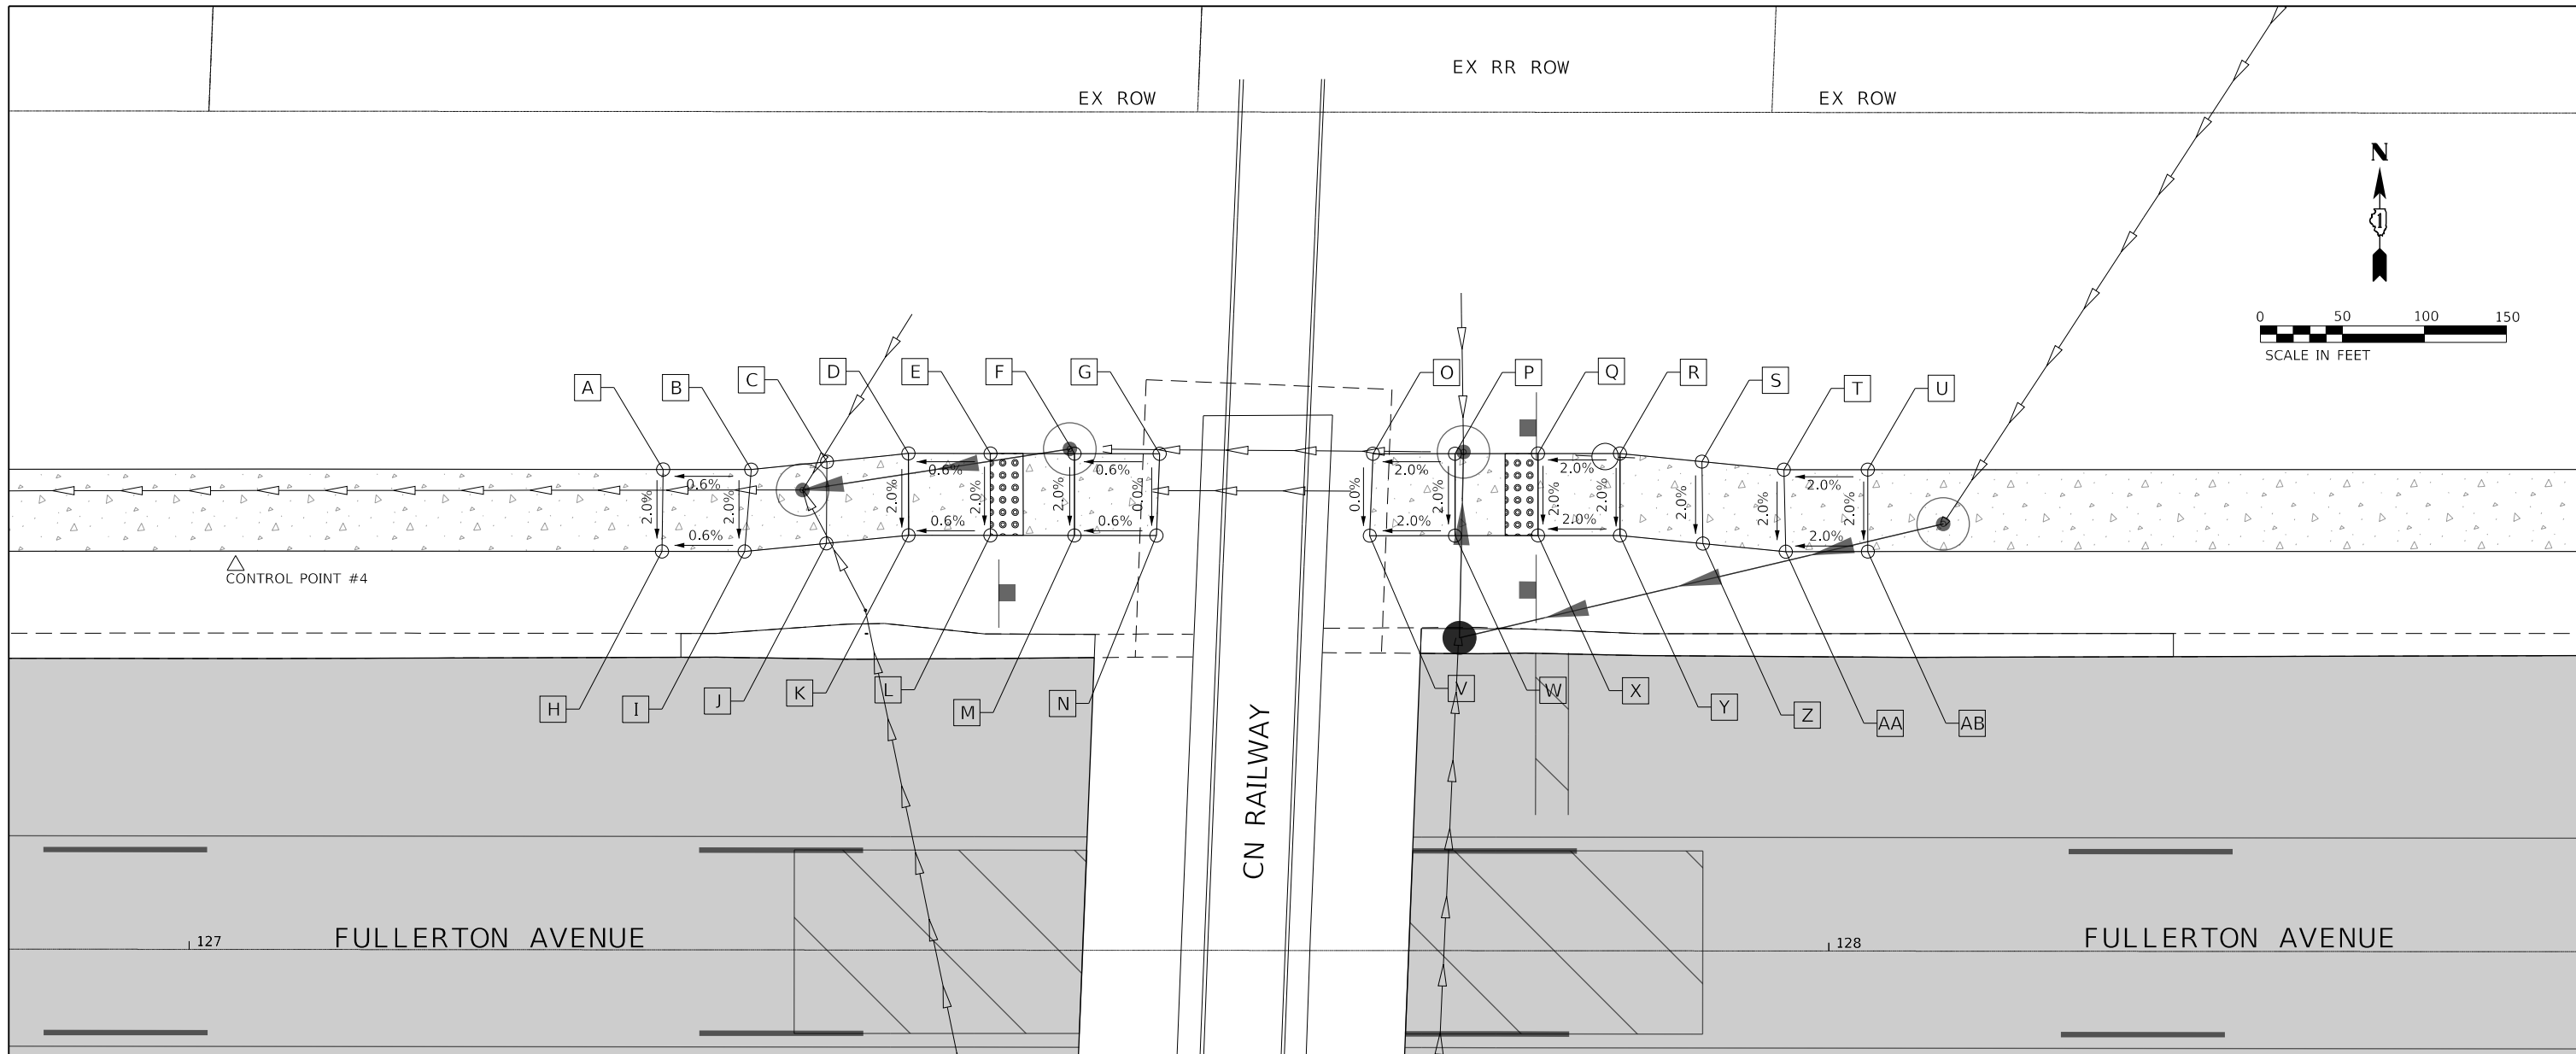 EX RR ROW
EX ROW
EX ROW
N
1
0 50 100 150
SCALE IN FEET
A B C D E F G O P Q R S T U
0.6% 0.6% 2.0% 2.0% 2.0%
0.6% 2.0%
2.0% 2.0% 2.0% 2.0% 2.0% 0.0% 0.0% 2.0% 2.0% 2.0% 2.0% 2.0% 2.0%
0.6% 0.6% 0.6% 2.0% 2.0% 2.0%
CONTROL POINT #4
H I J K L M N V W X Y Z AA AB
CN RAILWAY
FULLERTON AVENUE
FULLERTON AVENUE
127
128